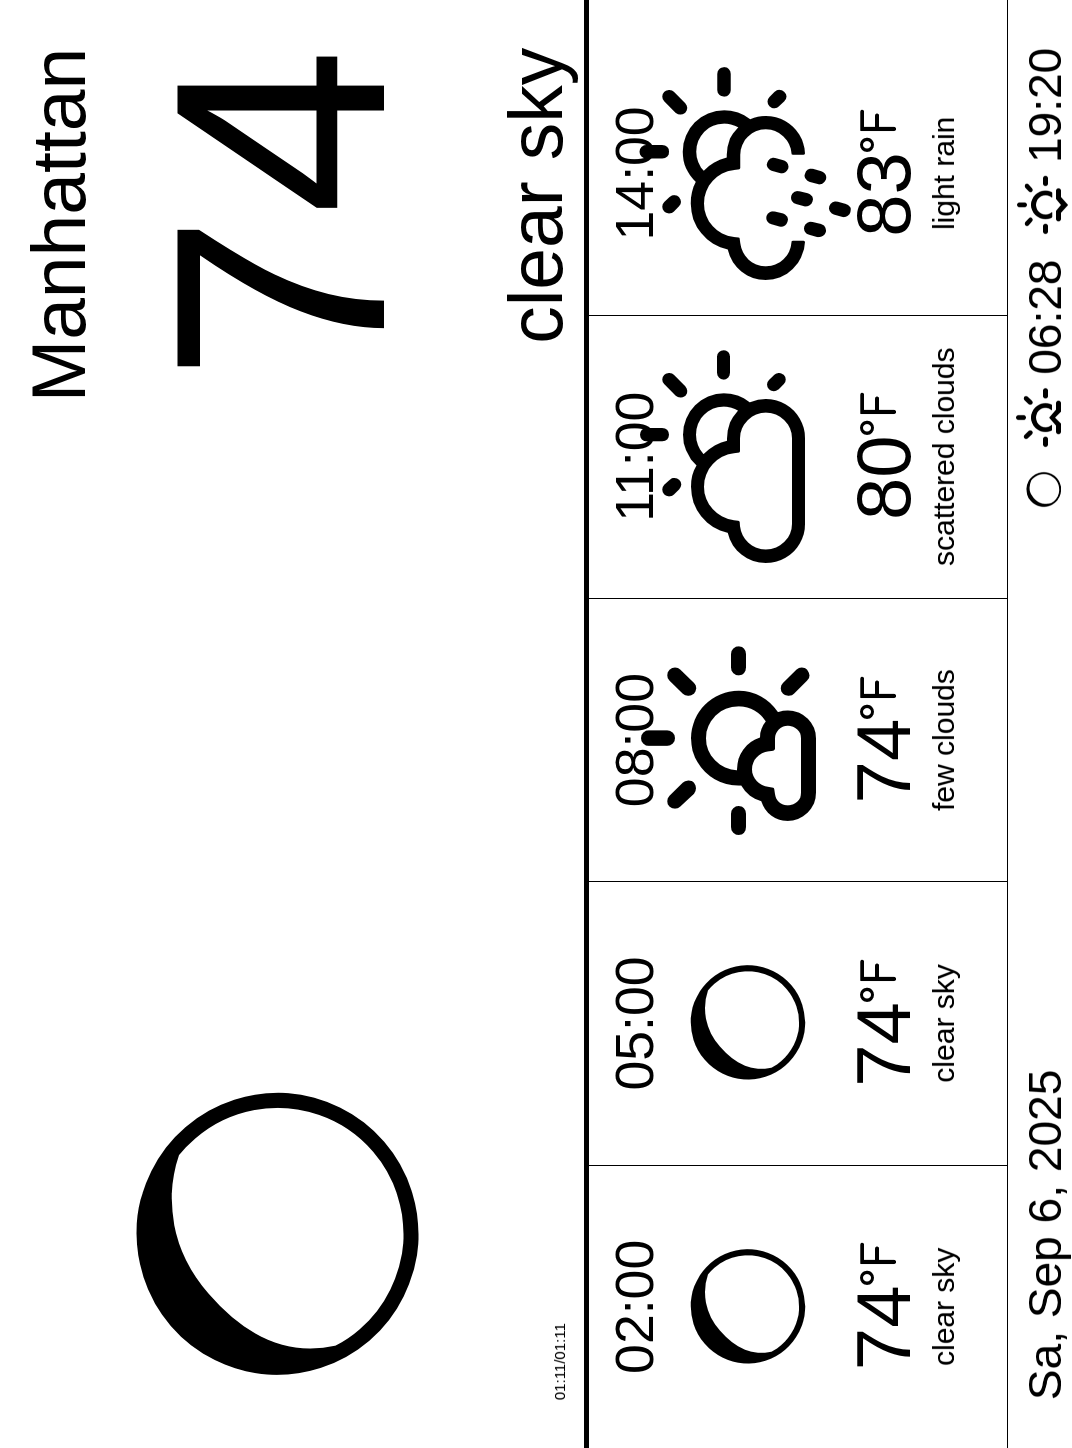 Manhattan
74
clear sky
01:11/01:11
02:00
74°F
clear sky
05:00
74°F
clear sky
08:00
74°F
few clouds
11:00
80°F
scattered clouds
14:00
83°F
light rain
Sa, Sep 6, 2025
06:28 19:20